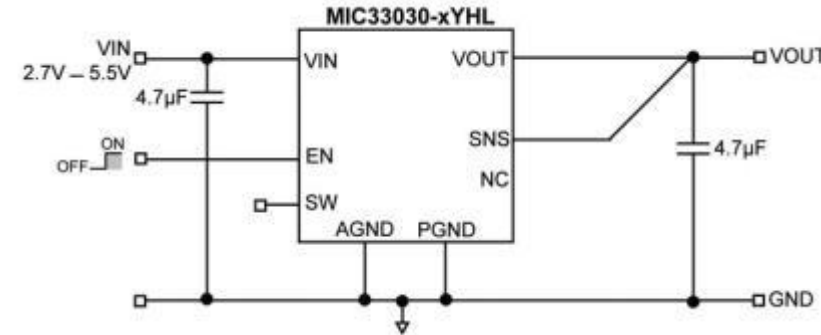 MIC33030-xYHL
VIN
2.7V – 5.5V
VIN
VOUT
VOUT
4.7µF
SNS
4.7µF
ON
OFF
EN
NC
SW
AGND
PGND
GND